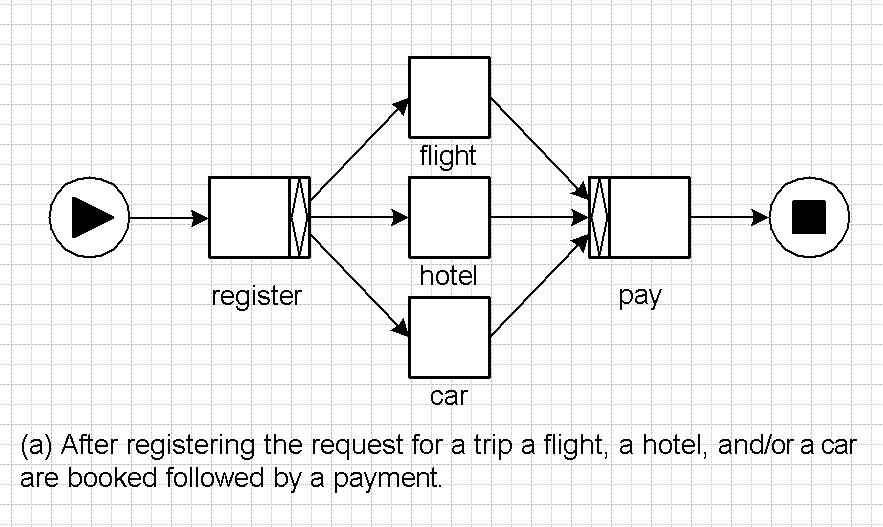 flight
register
hotel
pay
car
(a) After registering the request for a trip a flight, a hotel, and/or a car
are booked followed by a payment.